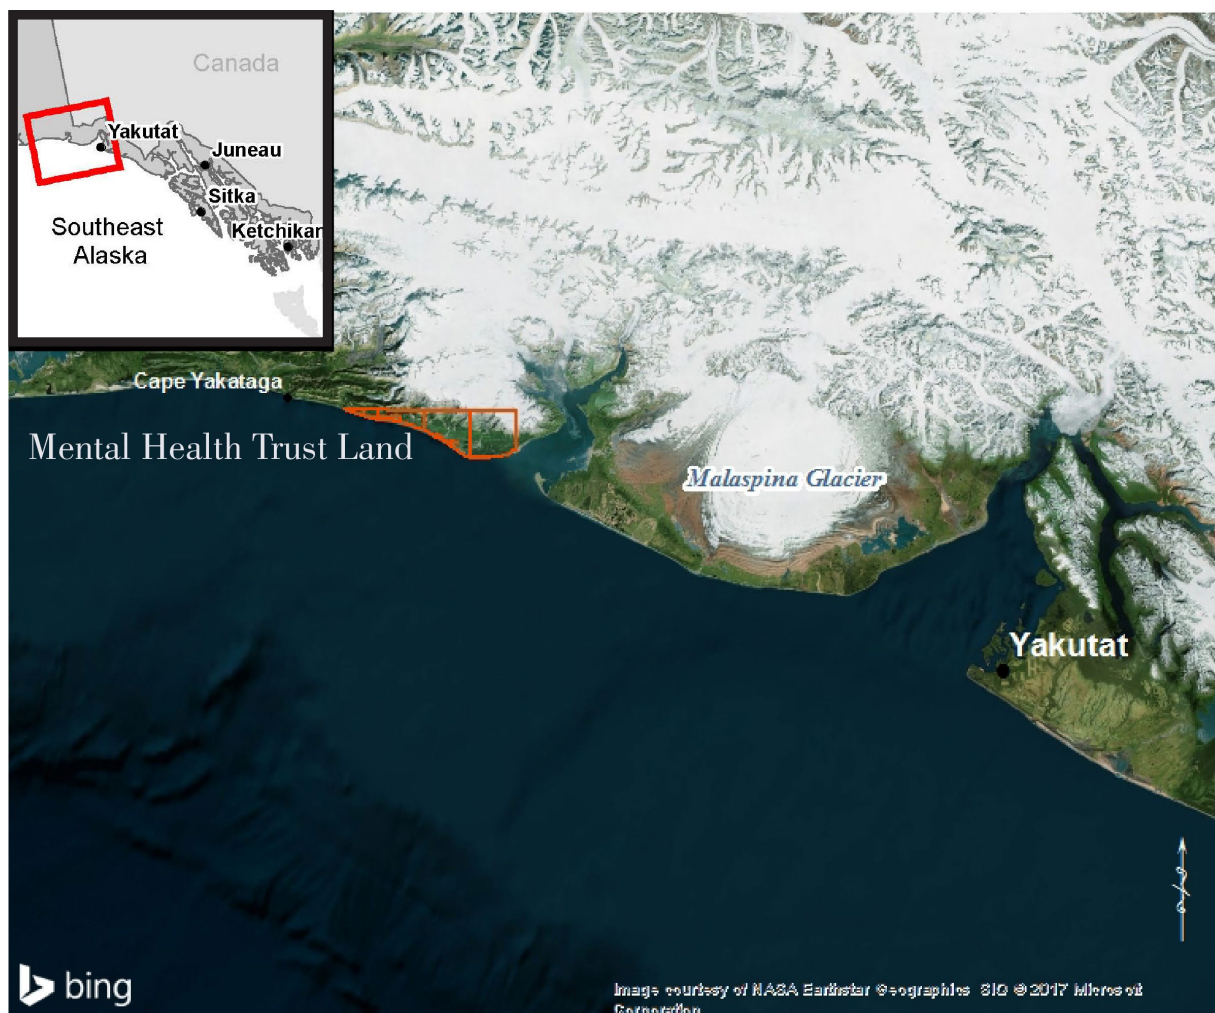 Canada
Yakutat
Juneau
Sitka
Southeast
Alaska
Ketchikan
Cape Yakataga
Mental Health Trust Land
Malaspina Glacier
Yakutat
bing
Image courtesy of NASA Earthstar Geographics SIO © 2017 Microsoft
Corporation